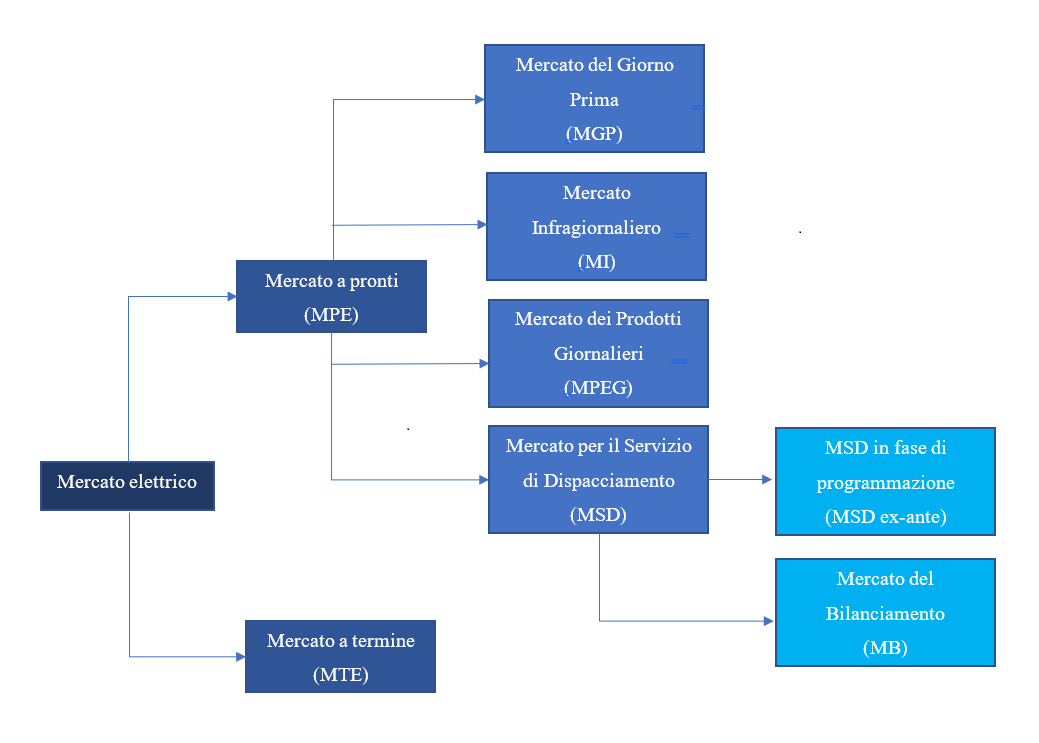 Mercato del Giorno
Prima
(MGP)
Mercato
Infragiornaliero
(MI)
Mercato a pronti
(MPE)
Mercato dei Prodotti
Giornalieri
(MPEG)
Mercato per il Servizio
di Dispacciamento
(MSD)
MSD in fase di
programmazione
(MSD ex-ante)
Mercato elettrico
Mercato del
Bilanciamento
(MB)
Mercato a termine
(MTE)